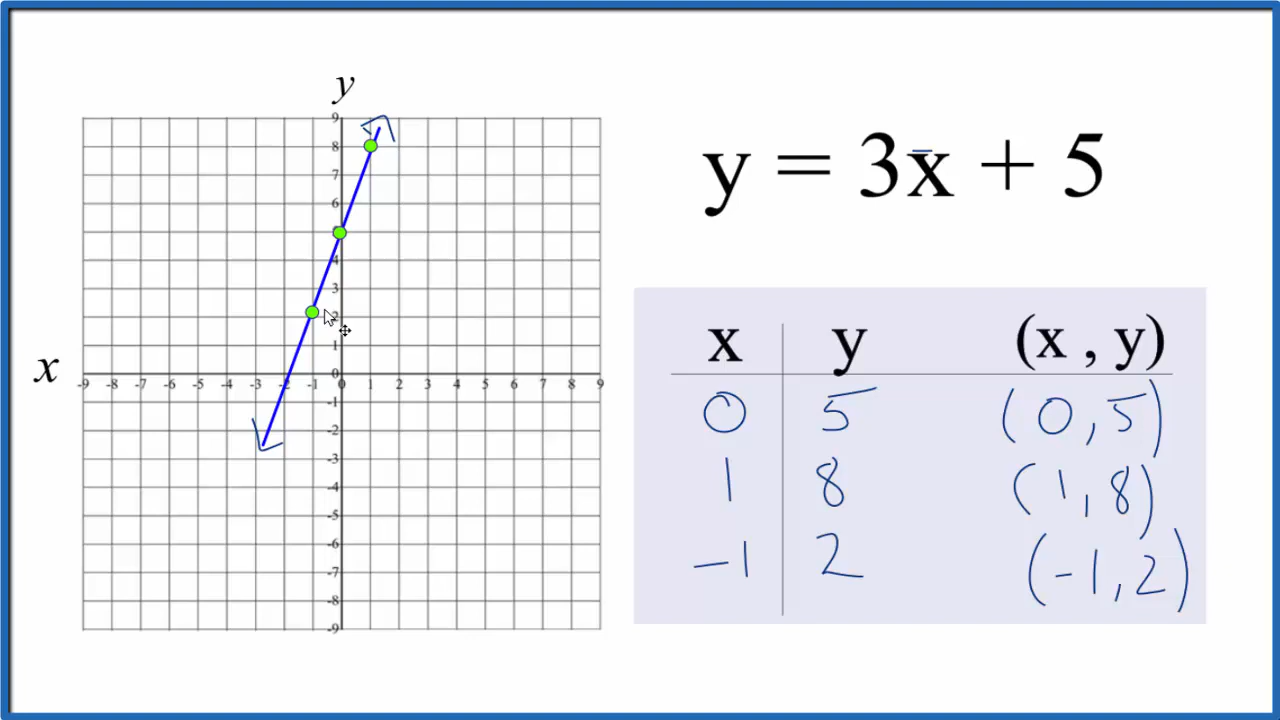 y
y = 3x + 5
9
8
7
6
4
3
2
1
x
-9 -8 -7 -6 -5 -4 -3 -2 -1 0 1 2 3 4 5 6 7 8 9
0
-1
-2
-3
-4
-5
-6
-7
-8
-9
x y (x , y)
0 5 (0, 5)
1 8 (1, 8)
-1 2 (-1, 2)